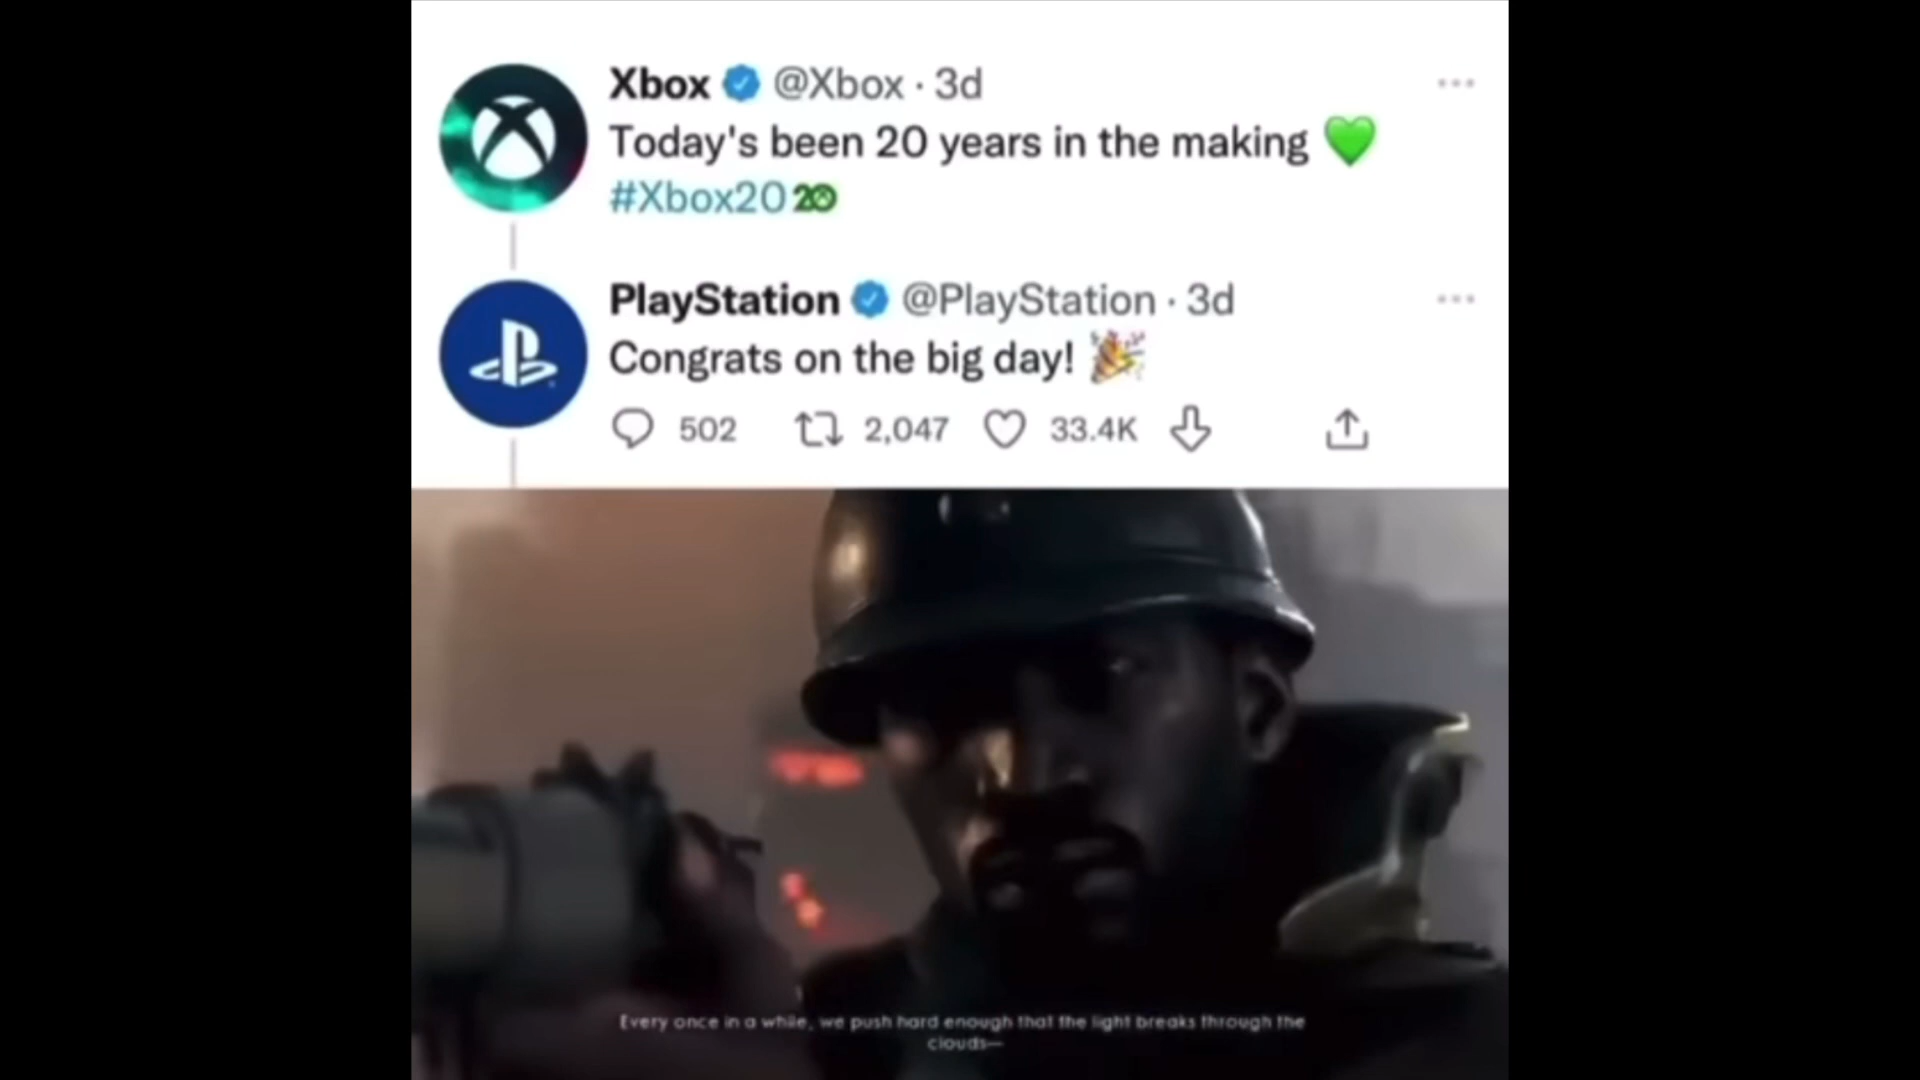 Xbox @Xbox · 3d
Today's been 20 years in the making 💚
#Xbox20
PlayStation @PlayStation · 3d
Congrats on the big day! 🎉
502 2,047 33.4K
Every once in a while, we push hard enough that the light breaks through the
clouds—